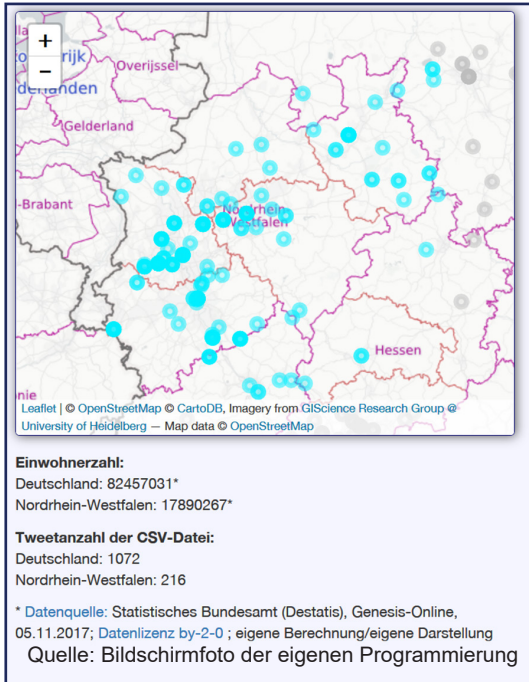 +
−
rijk
derlanden
Overijssel
Gelderland
-Brabant
Nordrhein-
Westfalen
Hessen
nie
Leaflet | © OpenStreetMap © CartoDB, Imagery from GIScience Research Group @
University of Heidelberg — Map data © OpenStreetMap
Einwohnerzahl:
Deutschland: 82457031*
Nordrhein-Westfalen: 17890267*
Tweetanzahl der CSV-Datei:
Deutschland: 1072
Nordrhein-Westfalen: 216
* Datenquelle: Statistisches Bundesamt (Destatis), Genesis-Online,
05.11.2017; Datenlizenz by-2-0 ; eigene Berechnung/eigene Darstellung
Quelle: Bildschirmfoto der eigenen Programmierung